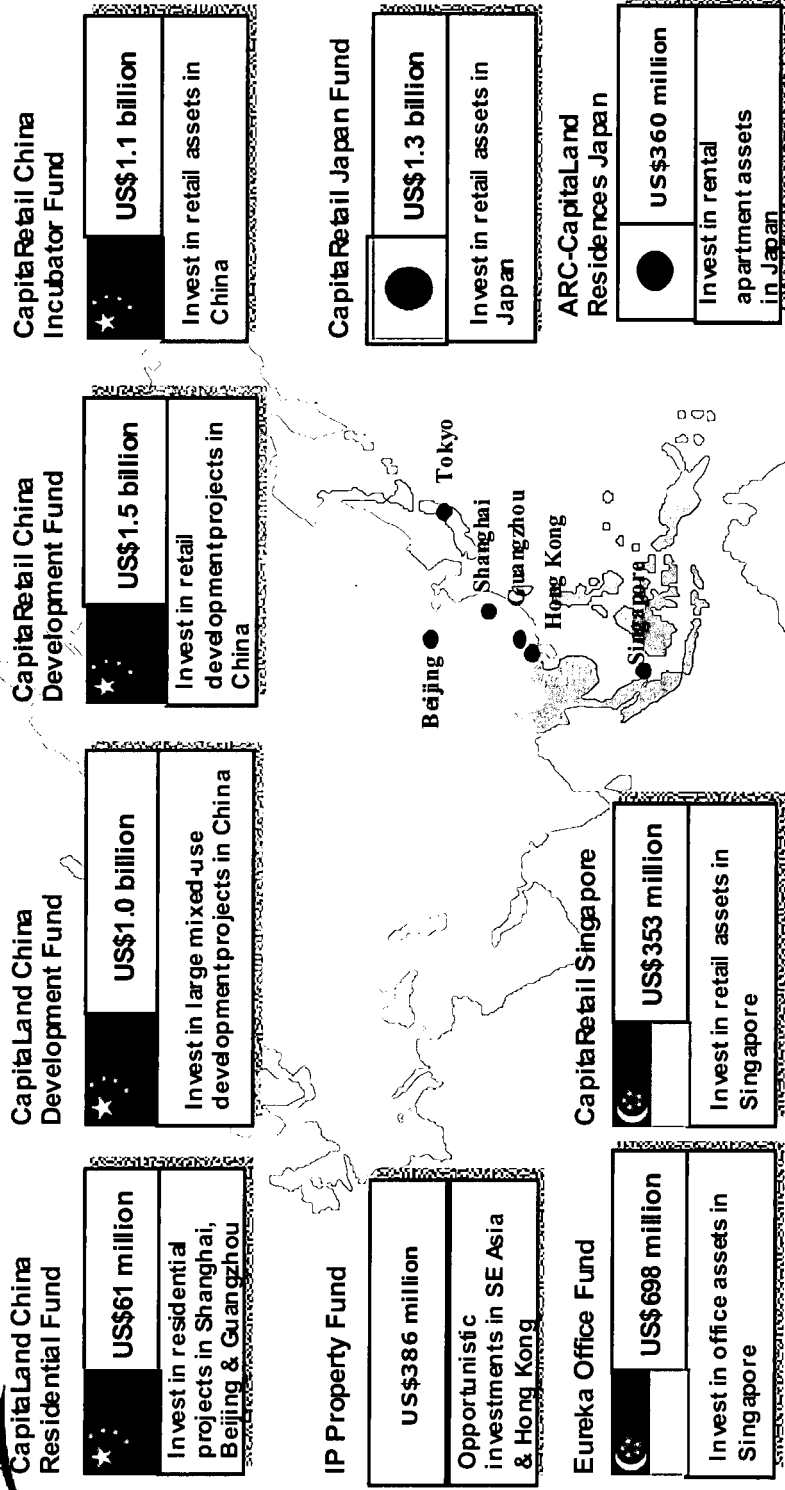 CapitaLand China
Residential Fund
US$61 million
Invest in residential
projects in Shanghai,
Beijing & Guangzhou
CapitaLand China
Development Fund
US$1.0 billion
Invest in large mixed-use
development projects in China
CapitaRetail China
Development Fund
US$1.5 billion
Invest in retail
development projects in
China
CapitaRetail China
Incubator Fund
US$1.1 billion
Invest in retail assets in
China
IP Property Fund
US$386 million
Opportunistic
investments in SE Asia
& Hong Kong
Beijing
Tokyo
Shanghai
Guangzhou
Hong Kong
Singapore
CapitaRetail Japan Fund
US$1.3 billion
Invest in retail assets in
Japan
Eureka Office Fund
US$698 million
Invest in office assets in
Singapore
CapitaRetail Singapore
US$353 million
Invest in retail assets in
Singapore
ARC-CapitaLand
Residences Japan
US$360 million
Invest in rental
apartment assets
in Japan